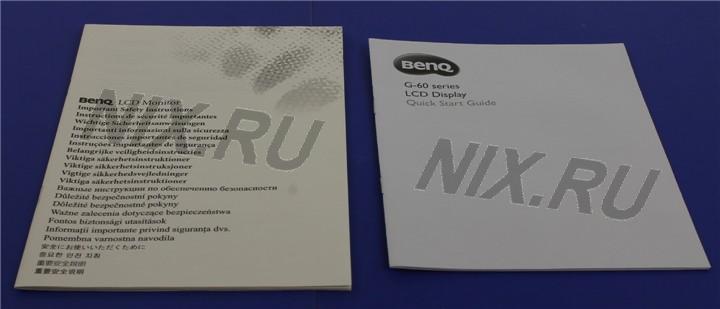 BenQ LCD Monitor
Important Safety Instructions
Instructions de sécurité importantes
Wichtige Sicherheitsanweisungen
Importanti informazioni sulla sicurezza
Instrucciones importantes de seguridad
Instruções importantes de segurança
Belangrijke veiligheidsinstructies
Viktiga säkerhetsinstruktioner
Viktige sikkerhetsinstruksjoner
Vigtige sikkerhedsvejledninger
Viktiga säkerhetsinstruktioner
Важные инструкции по обеспечению безопасности
Důležité bezpečnostní pokyny
Důležité bezpečnostné pokyny
Ważne zalecenia dotyczące bezpieczeństwa
Fontos biztonsági utasítások
Informaţii importante privind siguranţa dvs.
Pomembna varnostna navodila
安全にお使いいただくために
중요한 안전 지침
重要安全說明
重要安全说明
NIX.RU
BenQ
G-60 series
LCD Display
Quick Start Guide
NIX.RU